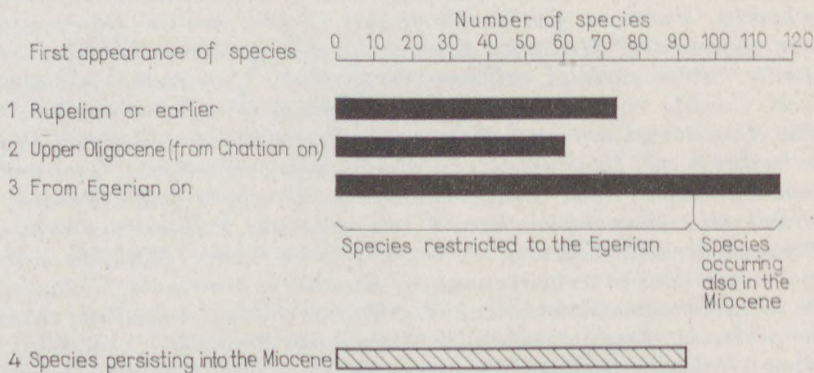 Number of species
First appearance of species
0 10 20 30 40 50 60 70 80 90 100 110 120
1 Rupelian or earlier
2 Upper Oligocene (from Chattian on)
3 From Egerian on
Species restricted to the Egerian
Species
occurring
also in the
Miocene
4 Species persisting into the Miocene